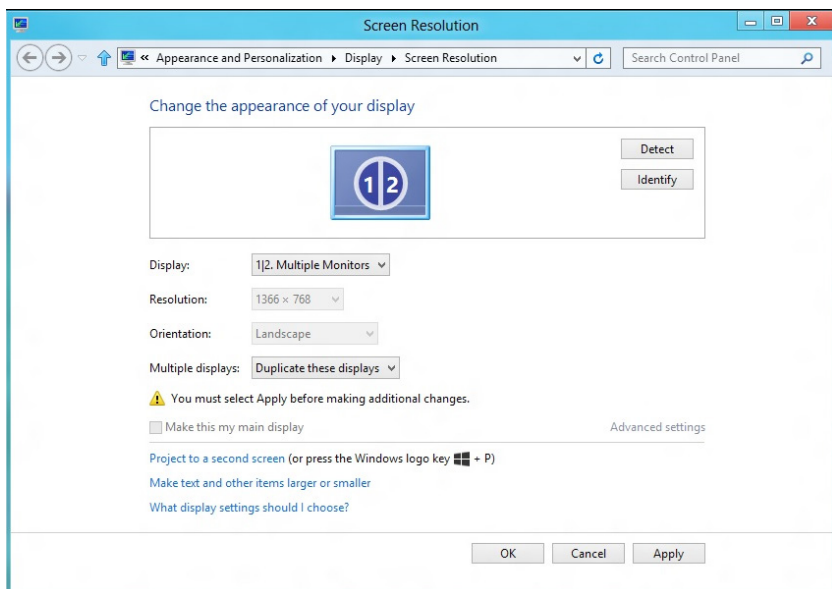 Screen Resolution
« Appearance and Personalization ▸ Display ▸ Screen Resolution
Search Control Panel
Change the appearance of your display
1|2
Detect
Identify
Display: 1|2. Multiple Monitors
Resolution: 1366 × 768
Orientation: Landscape
Multiple displays: Duplicate these displays
You must select Apply before making additional changes.
Make this my main display Advanced settings
Project to a second screen (or press the Windows logo key + P)
Make text and other items larger or smaller
What display settings should I choose?
OK Cancel Apply